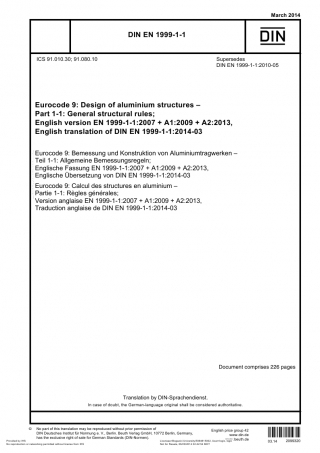 March 2014
DIN EN 1999-1-1
DIN
ICS 91.010.30; 91.080.10
Supersedes
DIN EN 1999-1-1:2010-05
Eurocode 9: Design of aluminium structures –
Part 1-1: General structural rules;
English version EN 1999-1-1:2007 + A1:2009 + A2:2013,
English translation of DIN EN 1999-1-1:2014-03
Eurocode 9: Bemessung und Konstruktion von Aluminiumtragwerken –
Teil 1-1: Allgemeine Bemessungsregeln;
Englische Fassung EN 1999-1-1:2007 + A1:2009 + A2:2013,
Englische Übersetzung von DIN EN 1999-1-1:2014-03
Eurocode 9: Calcul des structures en aluminium –
Partie 1-1: Règles générales;
Version anglaise EN 1999-1-1:2007 + A1:2009 + A2:2013,
Traduction anglaise de DIN EN 1999-1-1:2014-03
Document comprises 226 pages
Translation by DIN-Sprachendienst.
In case of doubt, the German-language original shall be considered authoritative.
© No part of this publication may be reproduced without prior permission of
DIN Deutsches Institut für Normung e. V., Berlin. Beuth Verlag GmbH, 10772 Berlin, Germany,
has the exclusive right of sale for German Standards (DIN-Normen).
English price group 42
www.din.de
www.beuth.de